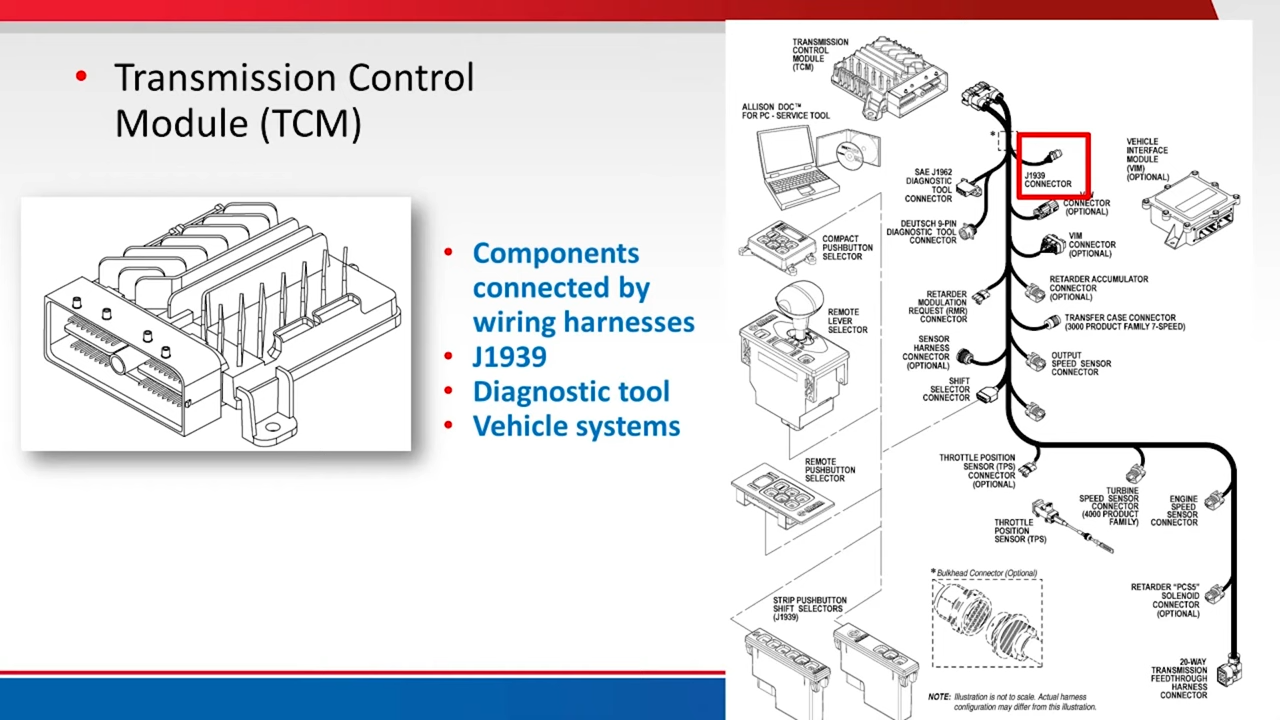 • Transmission Control
Module (TCM)
• Components
connected by
wiring harnesses
• J1939
• Diagnostic tool
• Vehicle systems
TRANSMISSION
CONTROL
MODULE
(TCM)
ALLISON DOC™
FOR PC - SERVICE TOOL
*
SAE J1962
DIAGNOSTIC
TOOL
CONNECTOR
J1939
CONNECTOR
VEHICLE
INTERFACE
MODULE
(VIM)
(OPTIONAL)
CONNECTOR
(OPTIONAL)
DEUTSCH 9-PIN
DIAGNOSTIC TOOL
CONNECTOR
VIM
CONNECTOR
(OPTIONAL)
COMPACT
PUSHBUTTON
SELECTOR
RETARDER ACCUMULATOR
CONNECTOR
(OPTIONAL)
RETARDER
MODULATION
REQUEST (RMR)
CONNECTOR
REMOTE
LEVER
SELECTOR
TRANSFER CASE CONNECTOR
(3000 PRODUCT FAMILY 7-SPEED)
SENSOR
HARNESS
CONNECTOR
(OPTIONAL)
OUTPUT
SPEED SENSOR
CONNECTOR
SHIFT
SELECTOR
CONNECTOR
REMOTE
PUSHBUTTON
SELECTOR
THROTTLE POSITION
SENSOR (TPS)
CONNECTOR
(OPTIONAL)
TURBINE
SPEED SENSOR
CONNECTOR
(4000 PRODUCT
FAMILY)
ENGINE
SPEED
SENSOR
CONNECTOR
THROTTLE
POSITION
SENSOR (TPS)
* Bulkhead Connector (Optional)
RETARDER "PCS5"
SOLENOID
CONNECTOR
(OPTIONAL)
STRIP PUSHBUTTON
SHIFT SELECTORS
(J1939)
20-WAY
TRANSMISSION
FEEDTHROUGH
HARNESS
CONNECTOR
NOTE: Illustration is not to scale. Actual harness
configuration may differ from this illustration.